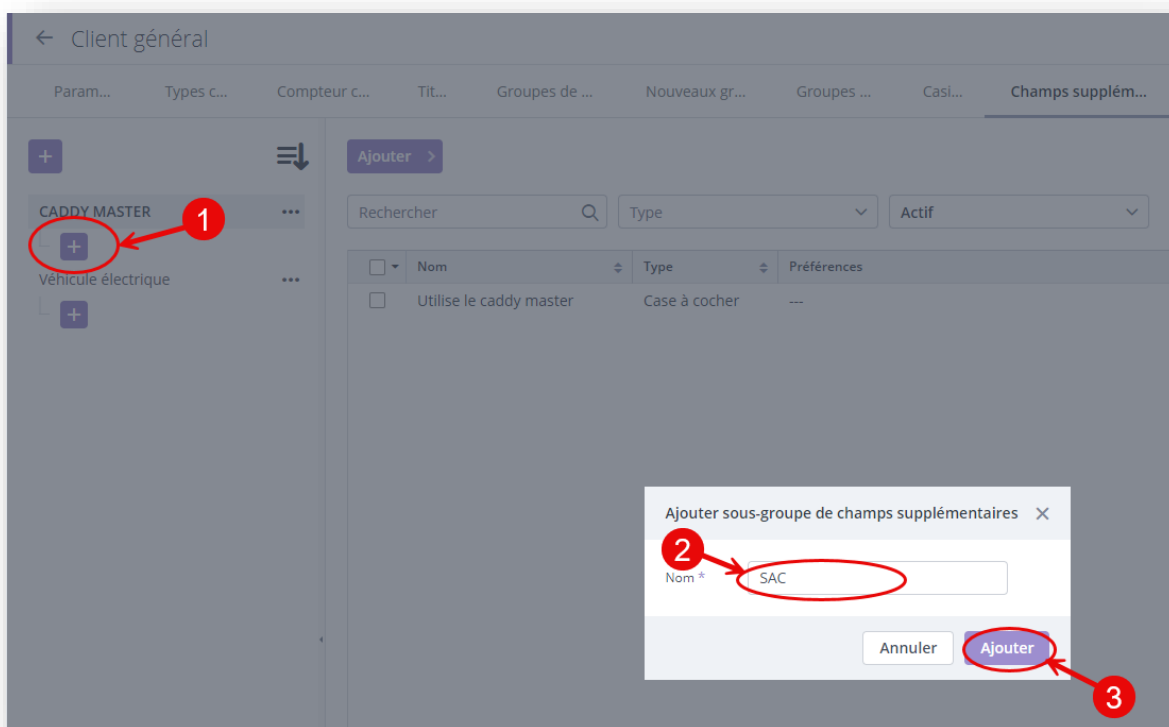 Client général
Param... Types c... Compteur c... Tit... Groupes de ... Nouveaux gr... Groupes ... Casi... Champs supplém...
Ajouter
CADDY MASTER
1
Rechercher Type Actif
Nom Type Préférences
Véhicule électrique
Utilise le caddy master Case à cocher ---
Ajouter sous-groupe de champs supplémentaires
2
Nom * SAC
Annuler Ajouter
3